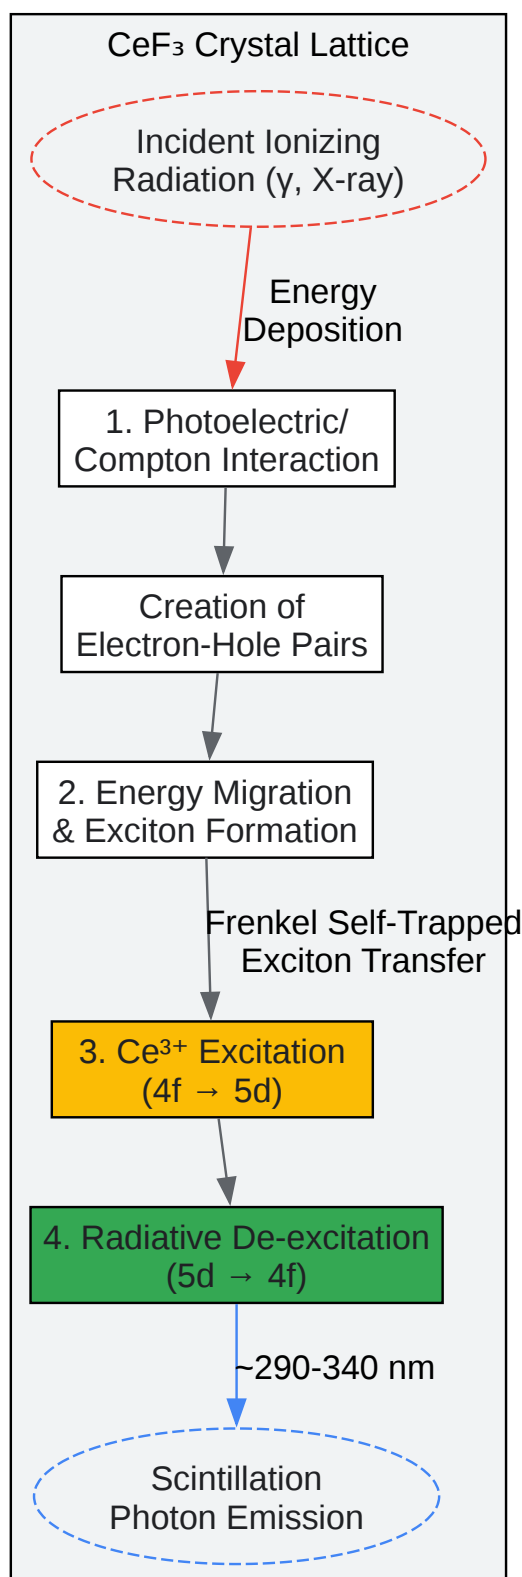 CeF₃ Crystal Lattice
Incident Ionizing
Radiation (γ, X-ray)
Energy
Deposition
1. Photoelectric/
Compton Interaction
Creation of
Electron-Hole Pairs
2. Energy Migration
& Exciton Formation
Frenkel Self-Trapped
Exciton Transfer
3. Ce³⁺ Excitation
(4f → 5d)
4. Radiative De-excitation
(5d → 4f)
~290-340 nm
Scintillation
Photon Emission